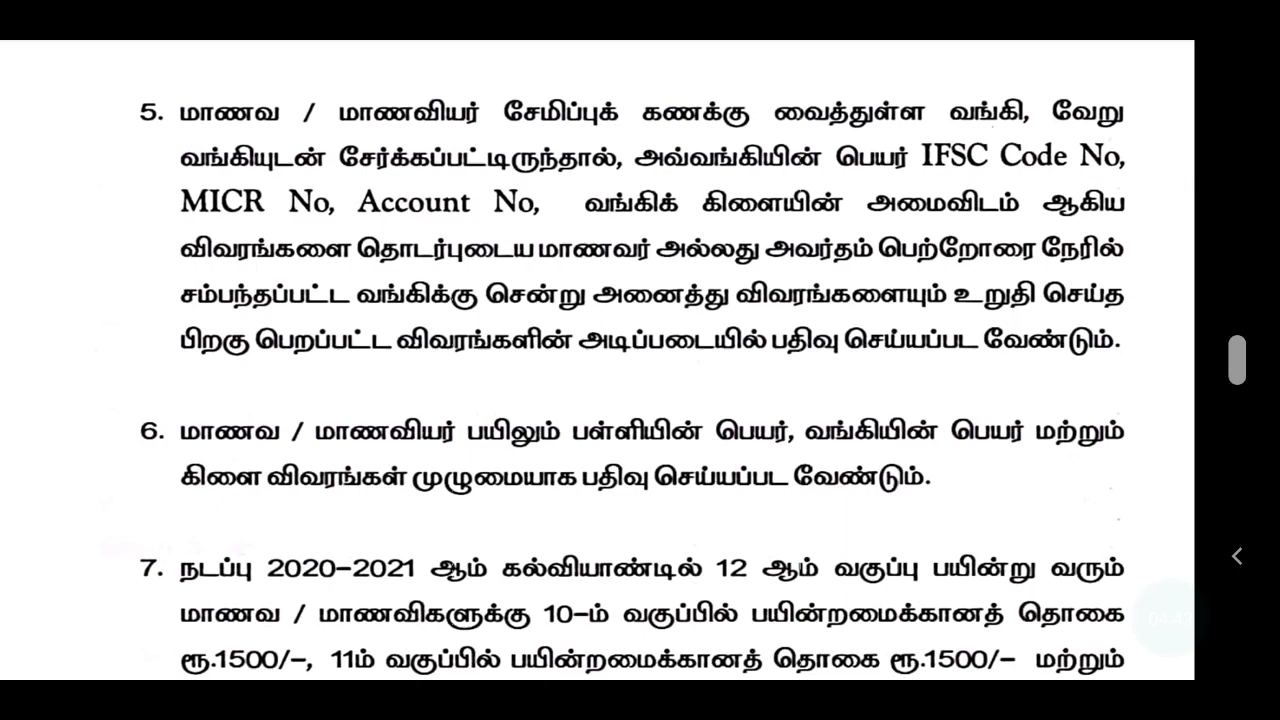 5. மாணவ / மாணவியர் சேமிப்புக் கணக்கு வைத்துள்ள வங்கி, வேறு
வங்கியுடன் சேர்க்கப்பட்டிருந்தால், அவ்வங்கியின் பெயர் IFSC Code No,
MICR No, Account No, வங்கிக் கிளையின் அமைவிடம் ஆகிய
விவரங்களை தொடர்புடைய மாணவர் அல்லது அவர்தம் பெற்றோரை நேரில்
சம்பந்தப்பட்ட வங்கிக்கு சென்று அனைத்து விவரங்களையும் உறுதி செய்த
பிறகு பெறப்பட்ட விவரங்களின் அடிப்படையில் பதிவு செய்யப்பட வேண்டும்.
6. மாணவ / மாணவியர் பயிலும் பள்ளியின் பெயர், வங்கியின் பெயர் மற்றும்
கிளை விவரங்கள் முழுமையாக பதிவு செய்யப்பட வேண்டும்.
7. நடப்பு 2020-2021 ஆம் கல்வியாண்டில் 12 ஆம் வகுப்பு பயின்று வரும்
மாணவ / மாணவிகளுக்கு 10-ம் வகுப்பில் பயின்றமைக்கானத் தொகை
ரூ.1500/-, 11ம் வகுப்பில் பயின்றமைக்கானத் தொகை ரூ.1500/- மற்றும்